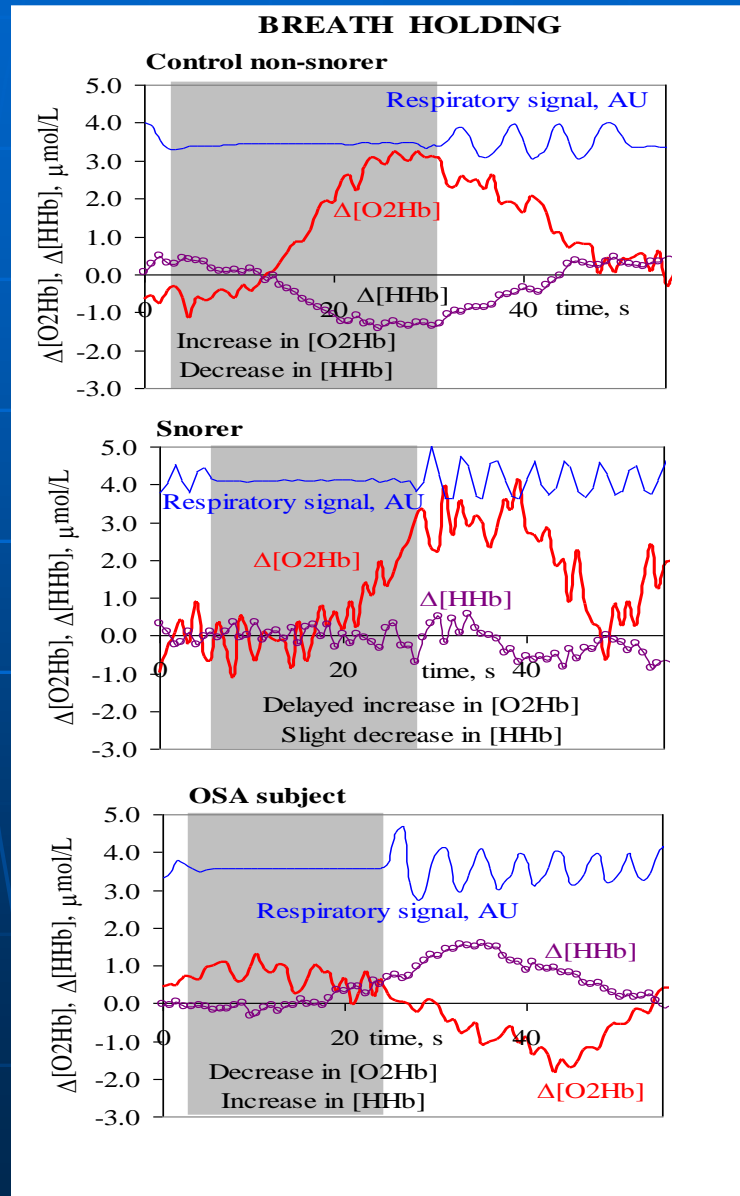 BREATH HOLDING
Control non-snorer
Δ[O2Hb], Δ[HHb], μmol/L
5.0
4.0
3.0
2.0
1.0
0.0
-1.0
-2.0
-3.0
Respiratory signal, AU
Δ[O2Hb]
Δ[HHb]
0
20
40
time, s
Increase in [O2Hb]
Decrease in [HHb]
Snorer
Δ[O2Hb], Δ[HHb], μmol/L
5.0
4.0
3.0
2.0
1.0
0.0
-1.0
-2.0
-3.0
Respiratory signal, AU
Δ[O2Hb]
Δ[HHb]
0
20
time, s
40
Delayed increase in [O2Hb]
Slight decrease in [HHb]
OSA subject
Δ[O2Hb], Δ[HHb], μmol/L
5.0
4.0
3.0
2.0
1.0
0.0
-1.0
-2.0
-3.0
Respiratory signal, AU
Δ[HHb]
0
20
time, s
40
Decrease in [O2Hb]
Increase in [HHb]
Δ[O2Hb]